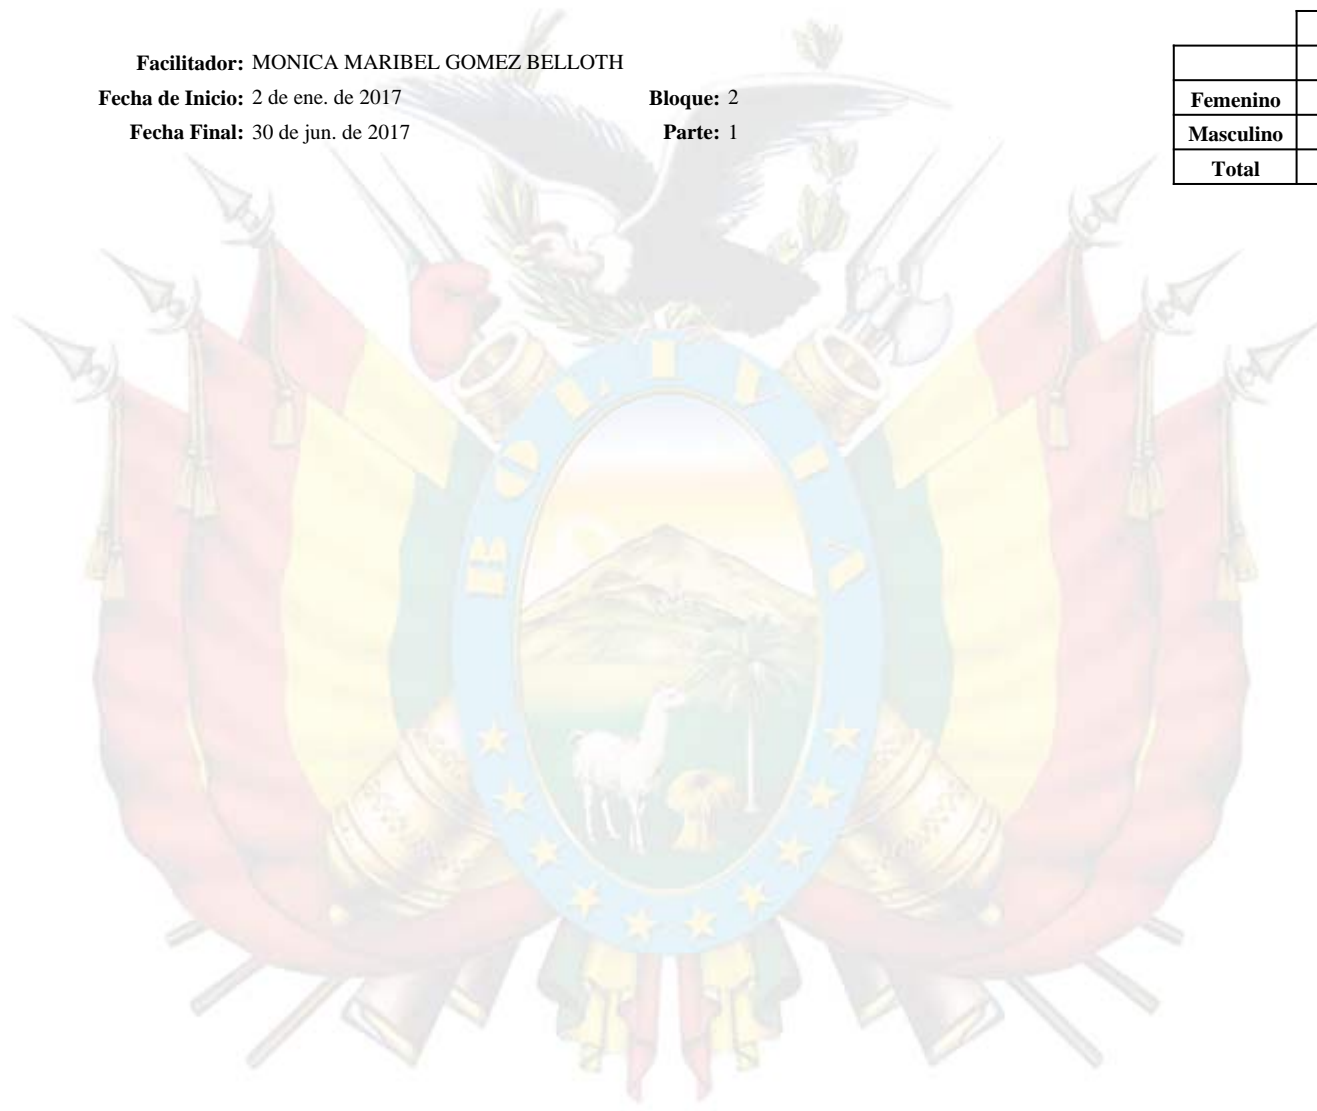 Facilitador: MONICA MARIBEL GOMEZ BELLOTH
Fecha de Inicio: 2 de ene. de 2017 Bloque: 2
Fecha Final: 30 de jun. de 2017 Parte: 1
Femenino
Masculino
Total
BOLIVIA